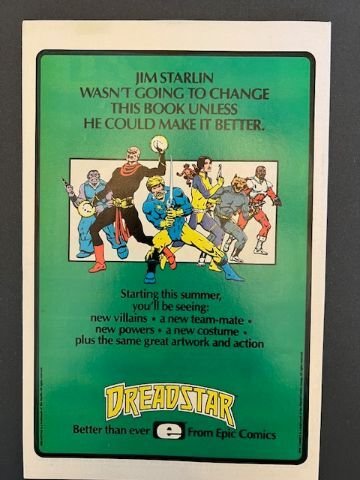 JIM STARLIN
WASN'T GOING TO CHANGE
THIS BOOK UNLESS
HE COULD MAKE IT BETTER.
Starting this summer,
you'll be seeing:
new villains • a new team-mate •
new powers • a new costume •
plus the same great artwork and action
DREADSTAR
Better than ever e From Epic Comics